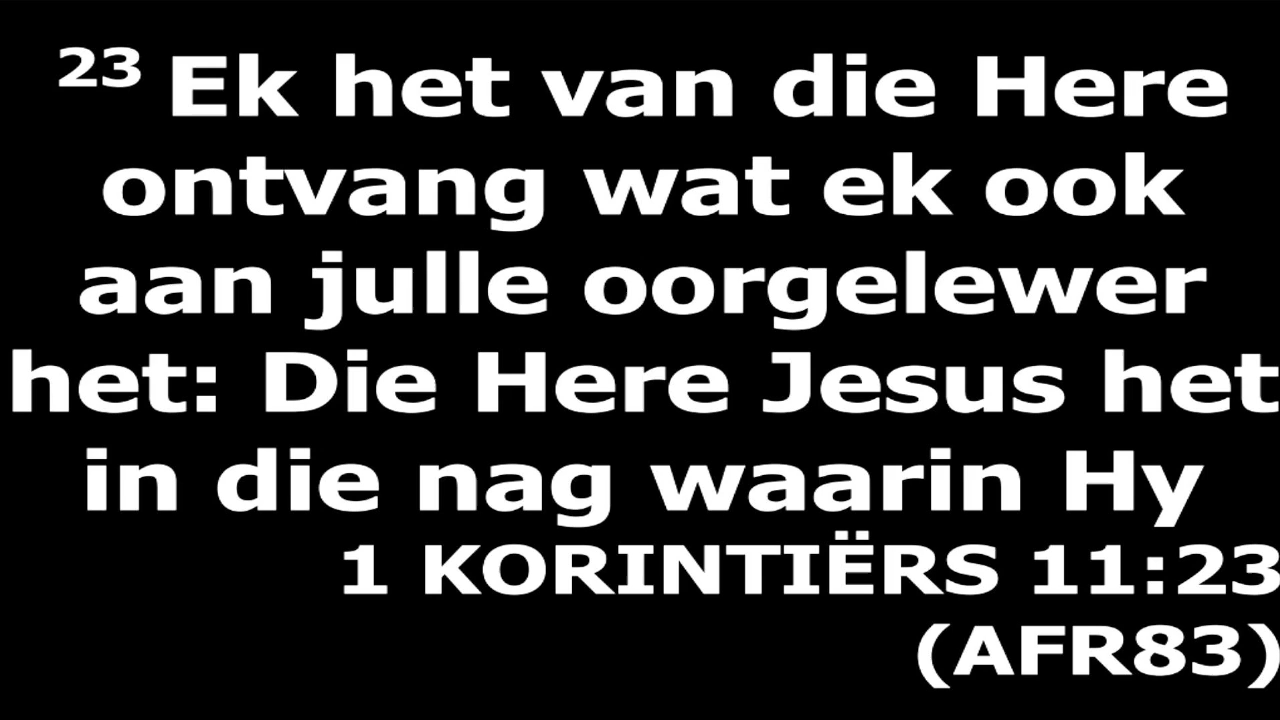 23 Ek het van die Here
ontvang wat ek ook
aan julle oorgelewer
het: Die Here Jesus het
in die nag waarin Hy
1 KORINTIËRS 11:23
(AFR83)